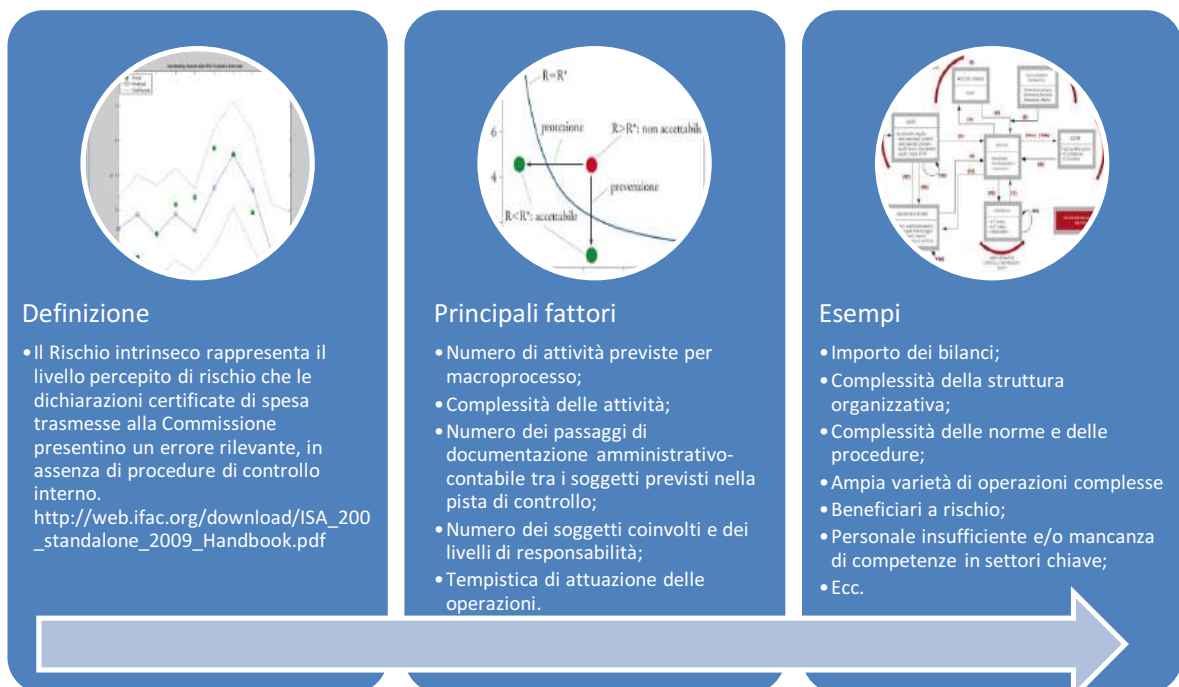 R=R*
6
4
protezione
R>R*: non accettabile
prevenzione
R<R*: accettabile
Definizione
•Il Rischio intrinseco rappresenta il
livello percepito di rischio che le
dichiarazioni certificate di spesa
trasmesse alla Commissione
presentino un errore rilevante, in
assenza di procedure di controllo
interno.
http://web.ifac.org/download/ISA_200
_standalone_2009_Handbook.pdf
Principali fattori
•Numero di attività previste per
macroprocesso;
•Complessità delle attività;
•Numero dei passaggi di
documentazione amministrativo-
contabile tra i soggetti previsti nella
pista di controllo;
•Numero dei soggetti coinvolti e dei
livelli di responsabilità;
•Tempistica di attuazione delle
operazioni.
Esempi
•Importo dei bilanci;
•Complessità della struttura
organizzativa;
•Complessità delle norme e delle
procedure;
•Ampia varietà di operazioni complesse
•Beneficiari a rischio;
•Personale insufficiente e/o mancanza
di competenze in settori chiave;
•Ecc.